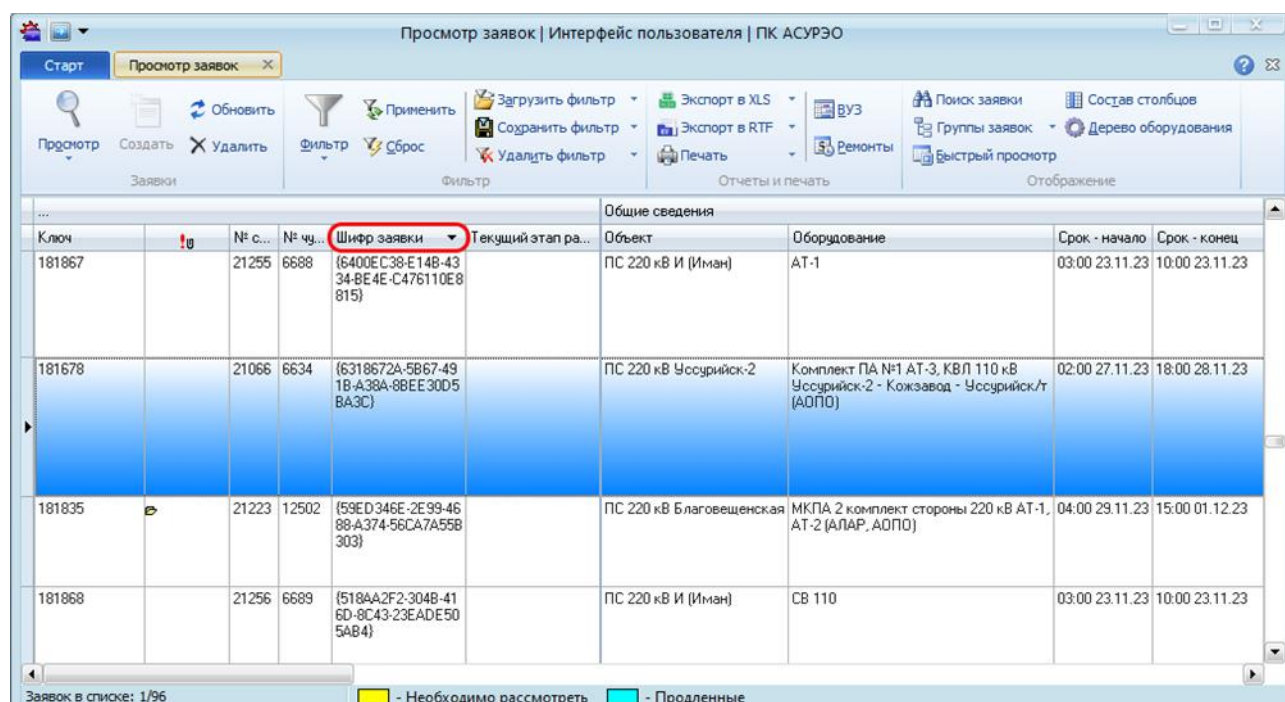 Просмотр заявок | Интерфейс пользователя | ПК АСУРЭО
Старт Просмотр заявок
Просмотр Создать Обновить Удалить
Заявки
Фильтр Применить Сброс Загрузить фильтр Сохранить фильтр Удалить фильтр
Фильтр
Экспорт в XLS Экспорт в RTF Печать ВУЗ Ремонты
Отчеты и печать
Поиск заявки Группы заявок Быстрый просмотр Состав столбцов Дерево оборудования
Отображение
... Общие сведения
Ключ № с... № чу... Шифр заявки Текущий этап ра... Объект Оборудование Срок - начало Срок - конец
181867 21255 6688 {6400EC38-E14B-43 ПС 220 кВ И (Иман) АТ-1 03:00 23.11.23 10:00 23.11.23
34-BE4E-C476110E8
815}
181678 21066 6634 {6318672A-5B67-49 ПС 220 кВ Уссурийск-2 Комплект ПА №1 АТ-3, КВЛ 110 кВ 02:00 27.11.23 18:00 28.11.23
1B-A38A-8BEE30D5 Уссурийск-2 - Кожзавод - Уссурийск/т
BA3C} (АОПО)
181835 21223 12502 {59ED346E-2E99-46 ПС 220 кВ Благовещенская МКПА 2 комплект стороны 220 кВ АТ-1, 04:00 29.11.23 15:00 01.12.23
88-A374-56CA7A55B АТ-2 (АЛАР, АОПО)
303}
181868 21256 6689 {518AA2F2-304B-41 ПС 220 кВ И (Иман) СВ 110 03:00 23.11.23 10:00 23.11.23
6D-8C43-23EADE50
5AB4}
Заявок в списке: 1/96 - Необходимо рассмотреть - Продленные